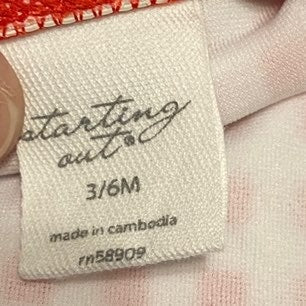 starting
out®
3/6M
made in cambodia
rn58909